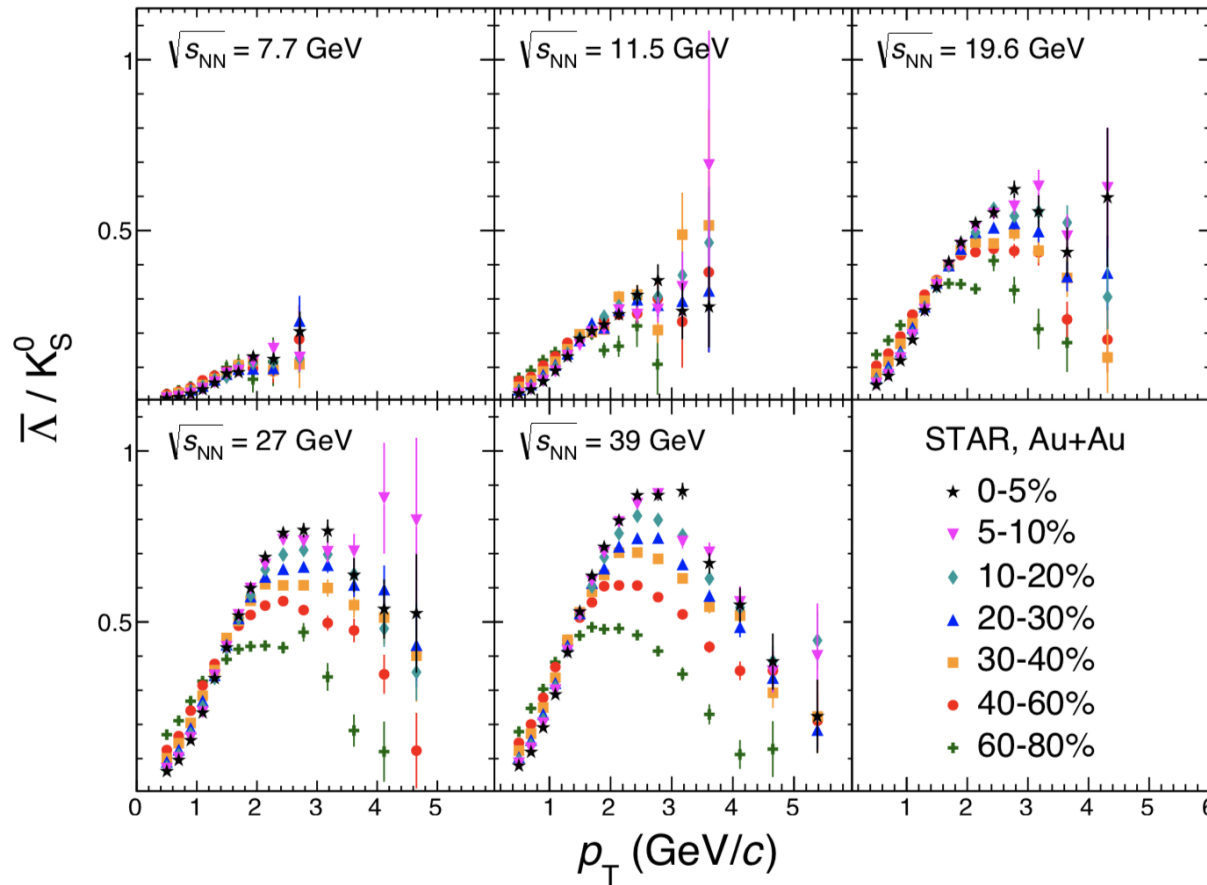 √sNN = 7.7 GeV
√sNN = 11.5 GeV
√sNN = 19.6 GeV
1
0.5
Λ̅ / K⁰S
√sNN = 27 GeV
√sNN = 39 GeV
STAR, Au+Au
0-5%
5-10%
10-20%
20-30%
30-40%
40-60%
60-80%
1
0.5
0 1 2 3 4 5 1 2 3 4 5 1 2 3 4 5 6
pT (GeV/c)